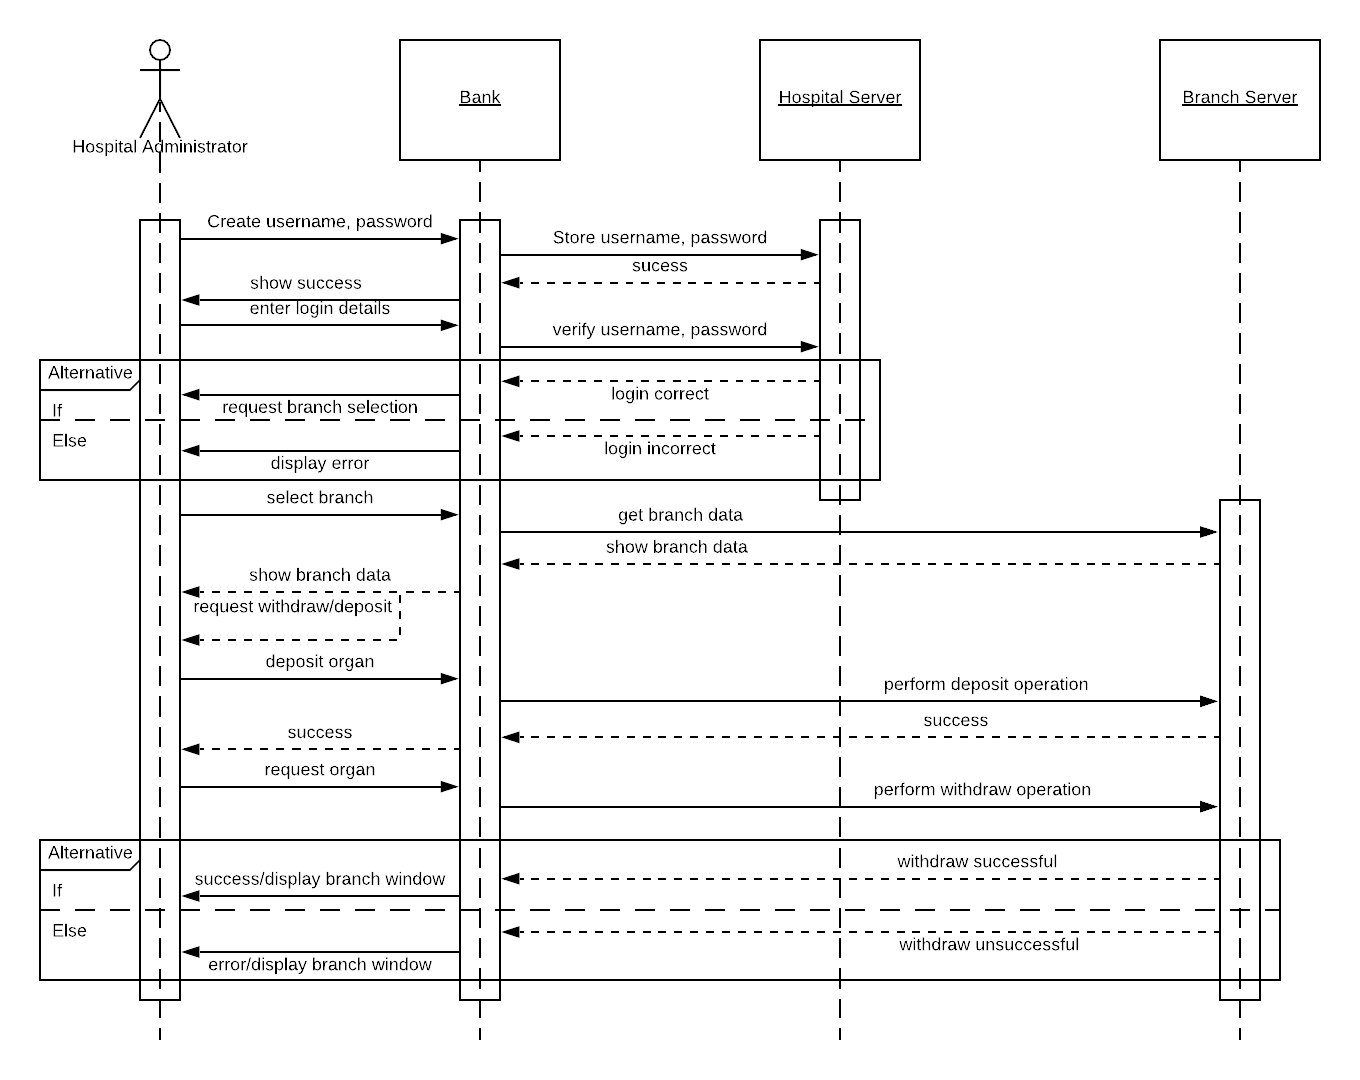 Bank
Hospital Server
Branch Server
Hospital Administrator
Create username, password
Store username, password
sucess
show success
enter login details
verify username, password
Alternative
login correct
request branch selection
If
Else
login incorrect
display error
select branch
get branch data
show branch data
show branch data
request withdraw/deposit
deposit organ
perform deposit operation
success
success
request organ
perform withdraw operation
Alternative
withdraw successful
success/display branch window
If
Else
withdraw unsuccessful
error/display branch window